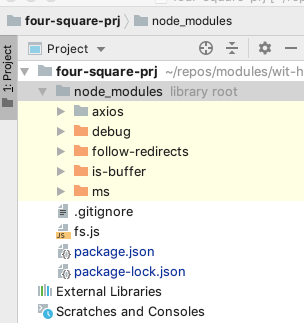 four-square-prj node_modules
1: Project
Project
four-square-prj ~/repos/modules/wit-h
node_modules library root
axios
debug
follow-redirects
is-buffer
ms
.gitignore
JS fs.js
package.json
package-lock.json
External Libraries
Scratches and Consoles